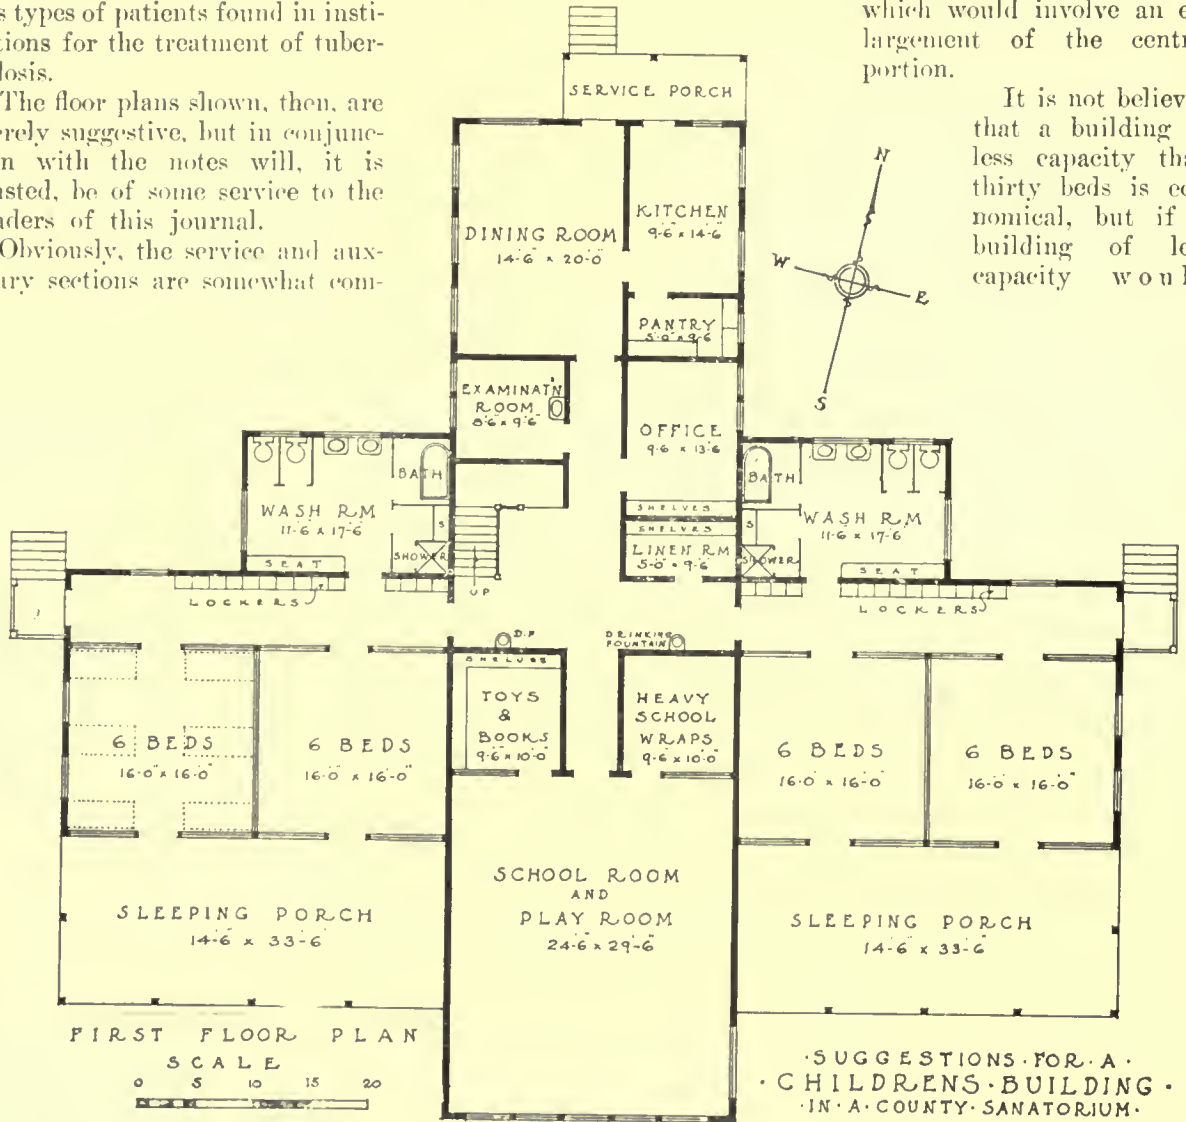 s types of patients found in insti-
tions for the treatment of tuber-
losis.
The floor plans shown, then, are
erely suggestive, but in conjunc-
n with the notes will, it is
sted, be of some service to the
aders of this journal.
Obviously, the service and aux-
ary sections are somewhat com-
which would involve an e
largement of the centr
portion.
It is not believ
that a building
less capacity tha
thirty beds is ec
nomical, but if
building of le
capacity woul
SERVICE PORCH
N
W
E
S
DINING ROOM
14'-6" x 20'-0"
KITCHEN
9'-6" x 14'-6"
PANTRY
5'-0" x 9'-6"
EXAMINAT'N
ROOM
8'-6" x 9'-6"
OFFICE
9'-6" x 13'-6"
SHELVES
SHELVES
LINEN RM
5'-0" x 9'-6"
WASH RM
11'-6" x 17'-6"
SEAT
BATH
S
SHOWER
UP
BATH
S
SHOWER
WASH RM
11'-6" x 17'-6"
SEAT
LOCKERS
LOCKERS
D.F
DRINKING
FOUNTAIN
SHELVES
TOYS
&
BOOKS
9'-6" x 10'-0"
HEAVY
SCHOOL
WRAPS
9'-6" x 10'-0"
6 BEDS
16'-0" x 16'-0"
6 BEDS
16'-0" x 16'-0"
6 BEDS
16'-0" x 16'-0"
6 BEDS
16'-0" x 16'-0"
SLEEPING PORCH
14'-6" x 33'-6"
SCHOOL ROOM
AND
PLAY ROOM
24'-6" x 29'-6"
SLEEPING PORCH
14'-6" x 33'-6"
FIRST FLOOR PLAN
SCALE
0 5 10 15 20
·SUGGESTIONS·FOR·A·
·CHILDRENS·BUILDING·
·IN·A·COUNTY·SANATORIUM·